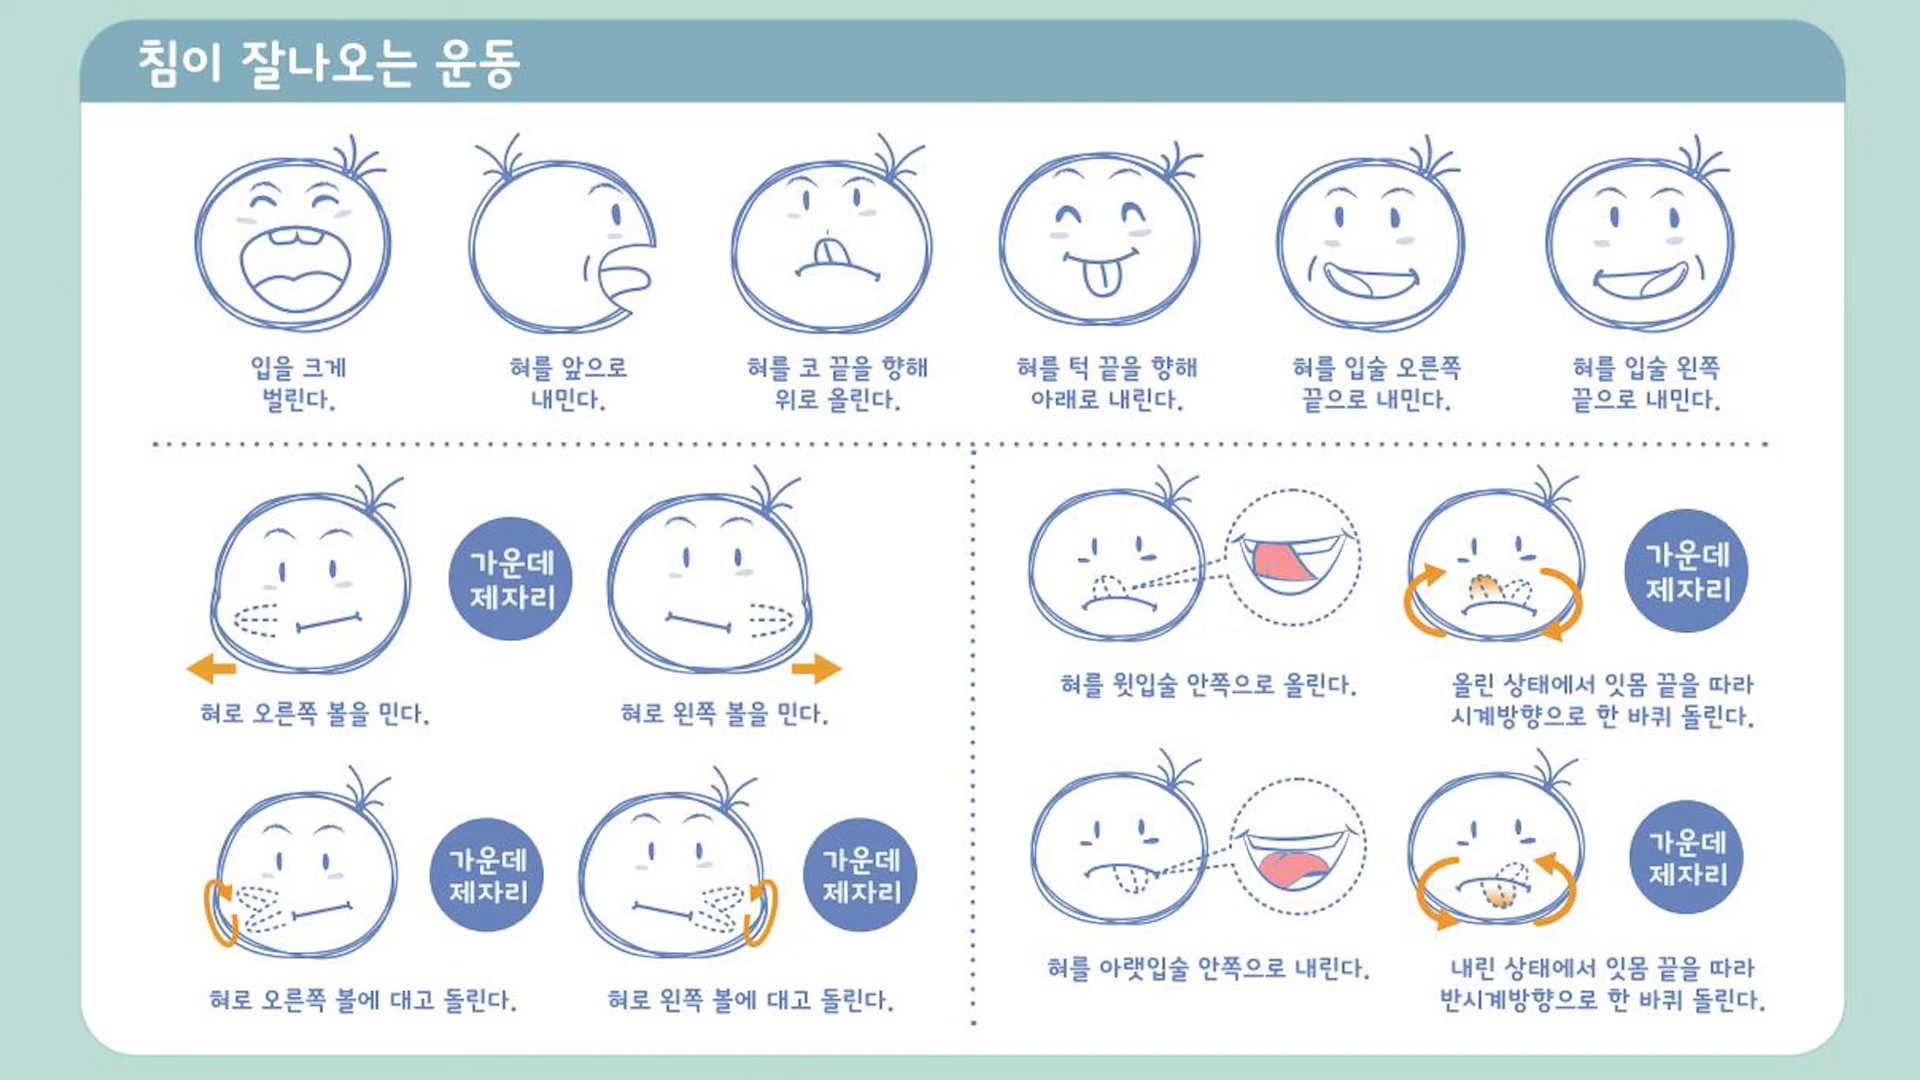 침이 잘나오는 운동
입을 크게
벌린다.
혀를 앞으로
내민다.
혀를 코 끝을 향해
위로 올린다.
혀를 턱 끝을 향해
아래로 내린다.
혀를 입술 오른쪽
끝으로 내민다.
혀를 입술 왼쪽
끝으로 내민다.
가운데
제자리
혀로 오른쪽 볼을 민다.
혀로 왼쪽 볼을 민다.
가운데
제자리
가운데
제자리
혀로 오른쪽 볼에 대고 돌린다.
혀로 왼쪽 볼에 대고 돌린다.
가운데
제자리
혀를 윗입술 안쪽으로 올린다.
올린 상태에서 잇몸 끝을 따라
시계방향으로 한 바퀴 돌린다.
가운데
제자리
혀를 아랫입술 안쪽으로 내린다.
내린 상태에서 잇몸 끝을 따라
반시계방향으로 한 바퀴 돌린다.